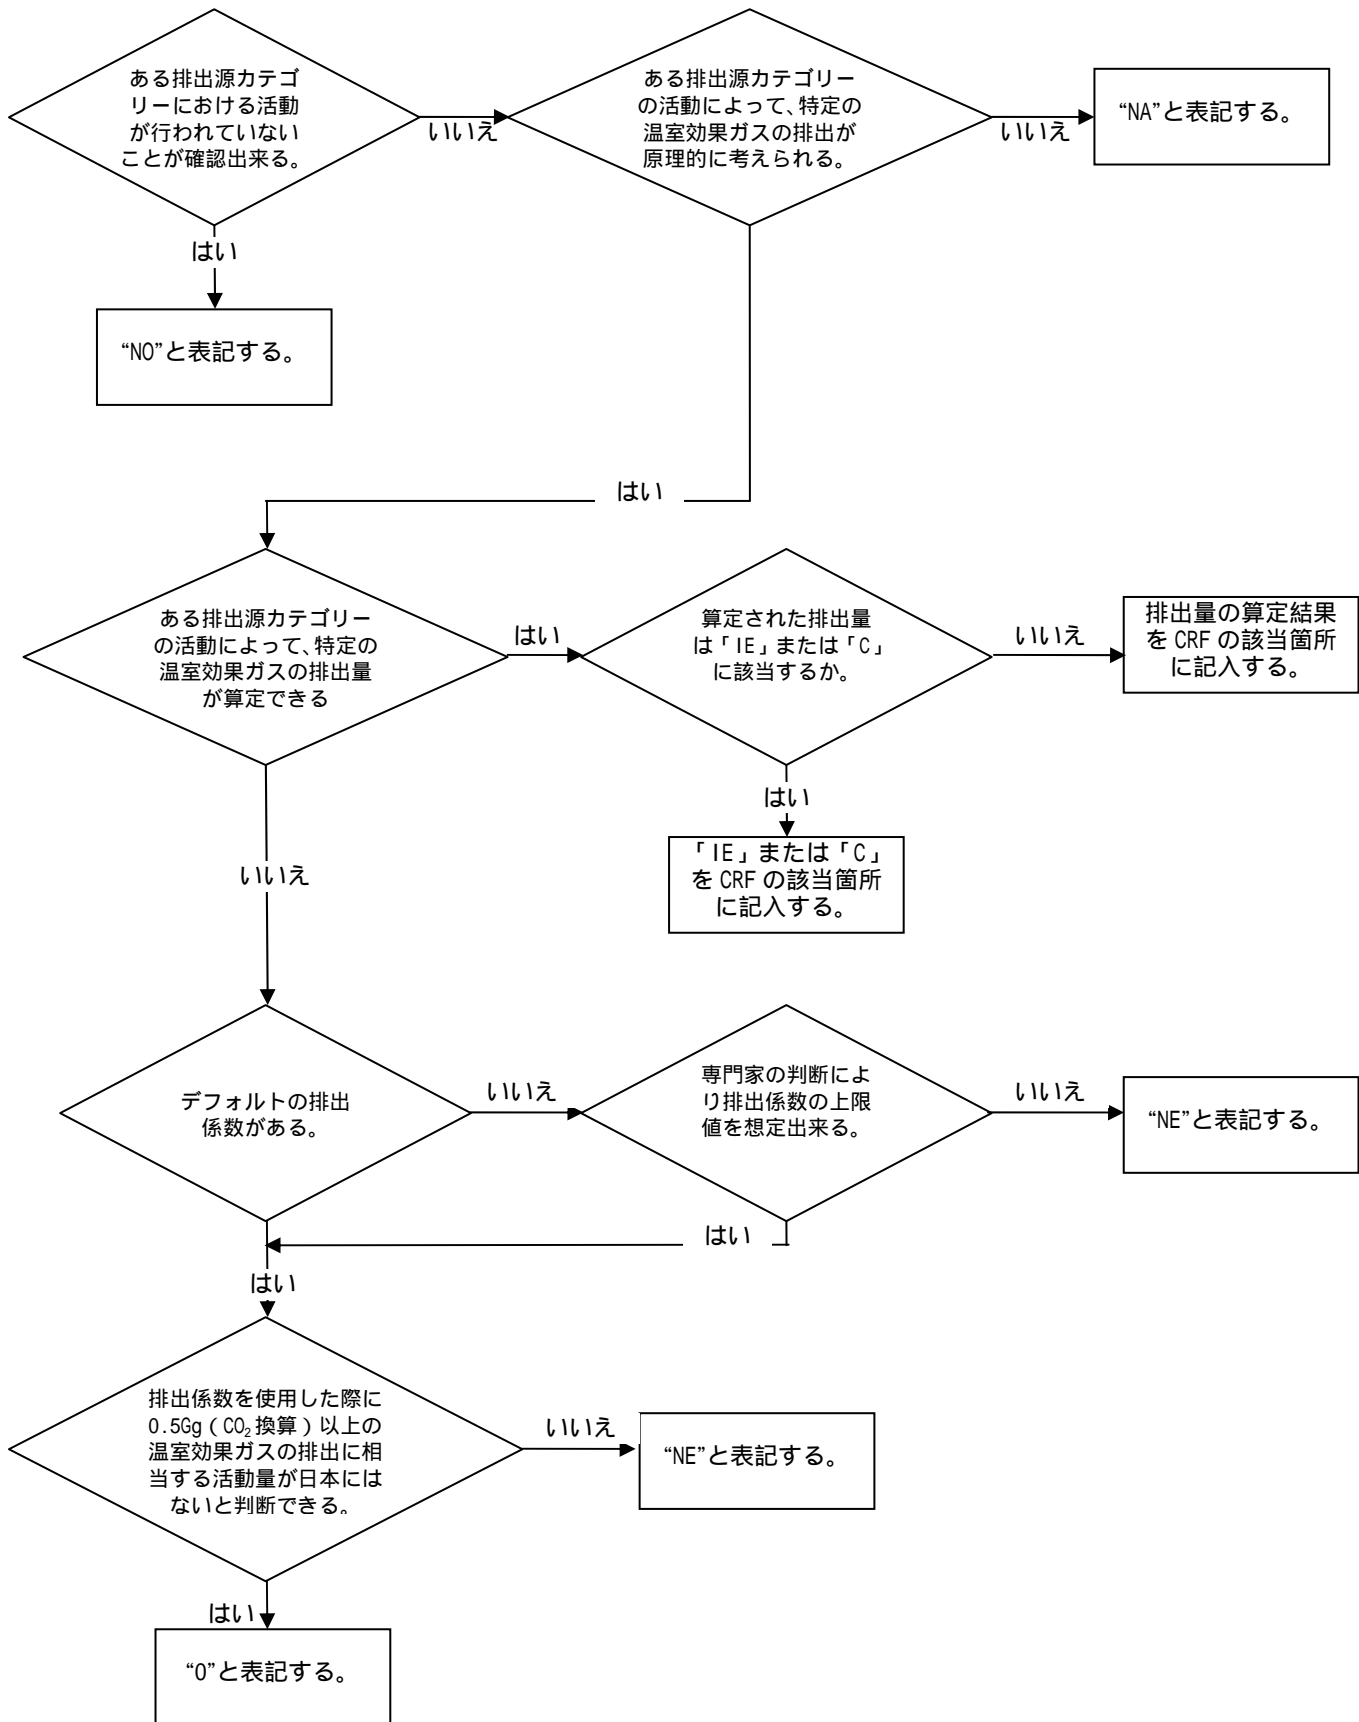 ある排出源カテゴ
リーにおける活動
が行われていない
ことが確認出来る。
いいえ
ある排出源カテゴリー
の活動によって、特定の
温室効果ガスの排出が
原理的に考えられる。
いいえ
“NA”と表記する。
はい
“NO”と表記する。
はい
ある排出源カテゴリー
の活動によって、特定の
温室効果ガスの排出量
が算定できる
はい
算定された排出量
は「IE」または「C」
に該当するか。
いいえ
排出量の算定結果
を CRF の該当箇所
に記入する。
はい
「IE」または「C」
を CRF の該当箇所
に記入する。
いいえ
デフォルトの排出
係数がある。
いいえ
専門家の判断によ
り排出係数の上限
値を想定出来る。
いいえ
“NE”と表記する。
はい
はい
排出係数を使用した際に
0.5Gg（CO₂換算）以上の
温室効果ガスの排出に相
当する活動量が日本には
ないと判断できる。
いいえ
“NE”と表記する。
はい
“0”と表記する。